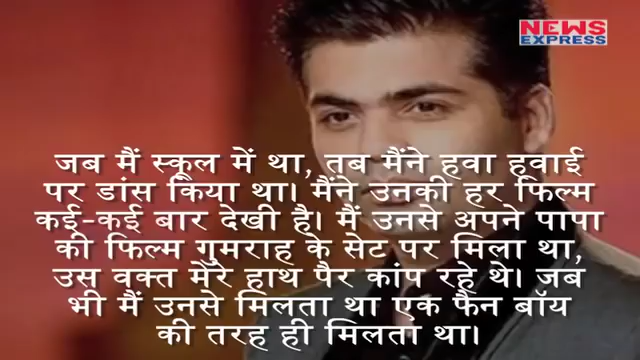 NEWS
EXPRESS
जब मैं स्कूल में था, तब मैंने हवा हवाई
पर डांस किया था। मैंने उनकी हर फिल्म
कई-कई बार देखी है। मैं उनसे अपने पापा
की फिल्म गुमराह के सेट पर मिला था,
उस वक्त मेरे हाथ पैर कांप रहे थे। जब
भी मैं उनसे मिलता था एक फैन बॉय
की तरह ही मिलता था।